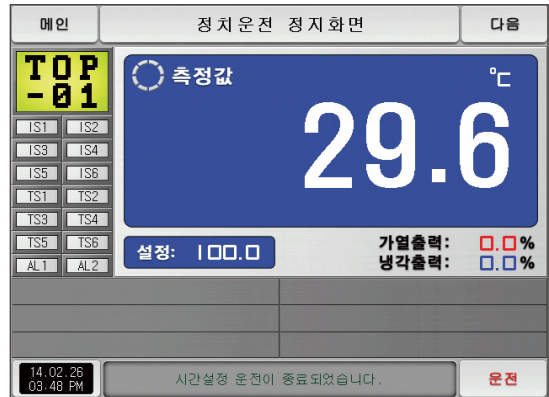 메인
정치운전 정지화면
다음
TOP
-01
측정값
℃
29.6
IS1 IS2
IS3 IS4
IS5 IS6
TS1 TS2
TS3 TS4
TS5 TS6
AL1 AL2
설정: 100.0
가열출력: 0.0%
냉각출력: 0.0%
14.02.26
03:48 PM
시간설정 운전이 종료되었습니다.
운전